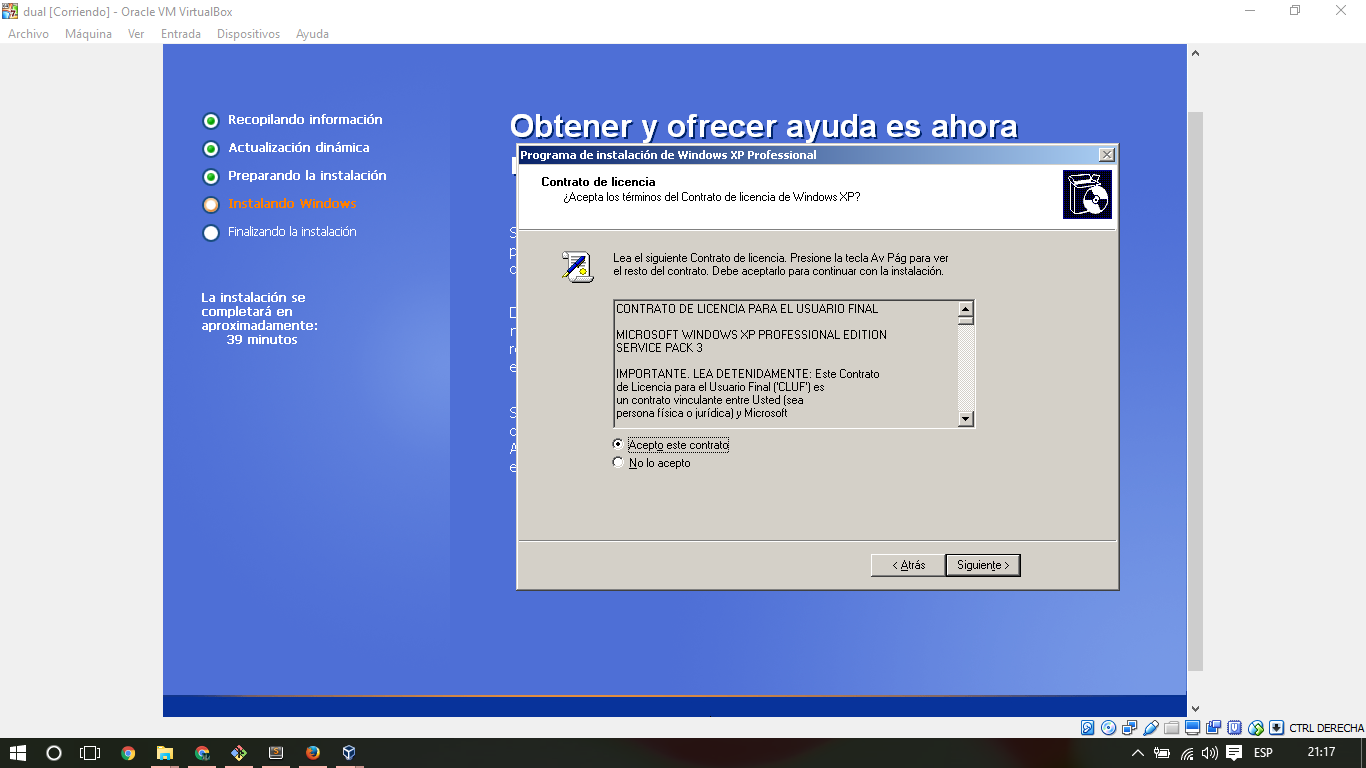 dual [Corriendo] - Oracle VM VirtualBox
Archivo Máquina Ver Entrada Dispositivos Ayuda
Recopilando información
Actualización dinámica
Preparando la instalación
Instalando Windows
Finalizando la instalación
La instalación se
completará en
aproximadamente:
39 minutos
Obtener y ofrecer ayuda es ahora
Programa de instalación de Windows XP Professional
Contrato de licencia
¿Acepta los términos del Contrato de licencia de Windows XP?
Lea el siguiente Contrato de licencia. Presione la tecla Av Pág para ver
el resto del contrato. Debe aceptarlo para continuar con la instalación.
CONTRATO DE LICENCIA PARA EL USUARIO FINAL
MICROSOFT WINDOWS XP PROFESSIONAL EDITION
SERVICE PACK 3
IMPORTANTE. LEA DETENIDAMENTE: Este Contrato
de Licencia para el Usuario Final ('CLUF') es
un contrato vinculante entre Usted (sea
persona física o jurídica) y Microsoft
Acepto este contrato
No lo acepto
< Atrás Siguiente >
CTRL DERECHA
ESP 21:17